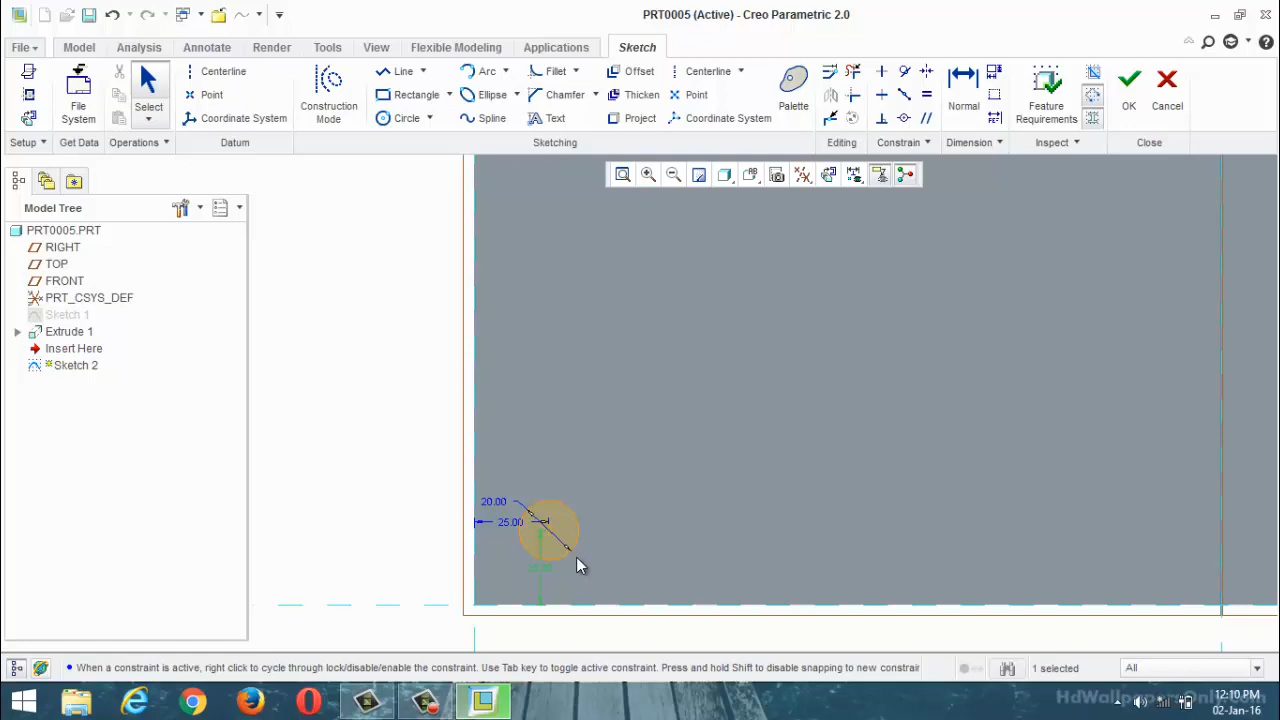 PRT0005 (Active) - Creo Parametric 2.0
File Model Analysis Annotate Render Tools View Flexible Modeling Applications Sketch
Centerline Line Arc Fillet Offset Centerline
Point Rectangle Ellipse Chamfer Thicken Point
Coordinate System Circle Spline Text Project Coordinate System
File System
Select
Construction Mode
Palette
Normal
Feature Requirements
OK
Cancel
Setup Get Data Operations Datum Sketching Editing Constrain Dimension Inspect Close
Model Tree
PRT0005.PRT
RIGHT
TOP
FRONT
PRT_CSYS_DEF
Sketch 1
Extrude 1
Insert Here
Sketch 2
20.00
25.00
When a constraint is active, right click to cycle through lock/disable/enable the constraint. Use Tab key to toggle active constraint. Press and hold Shift to disable snapping to new constrain
1 selected
All
HdWallpapersOnly.com
12:10 PM
02-Jan-16